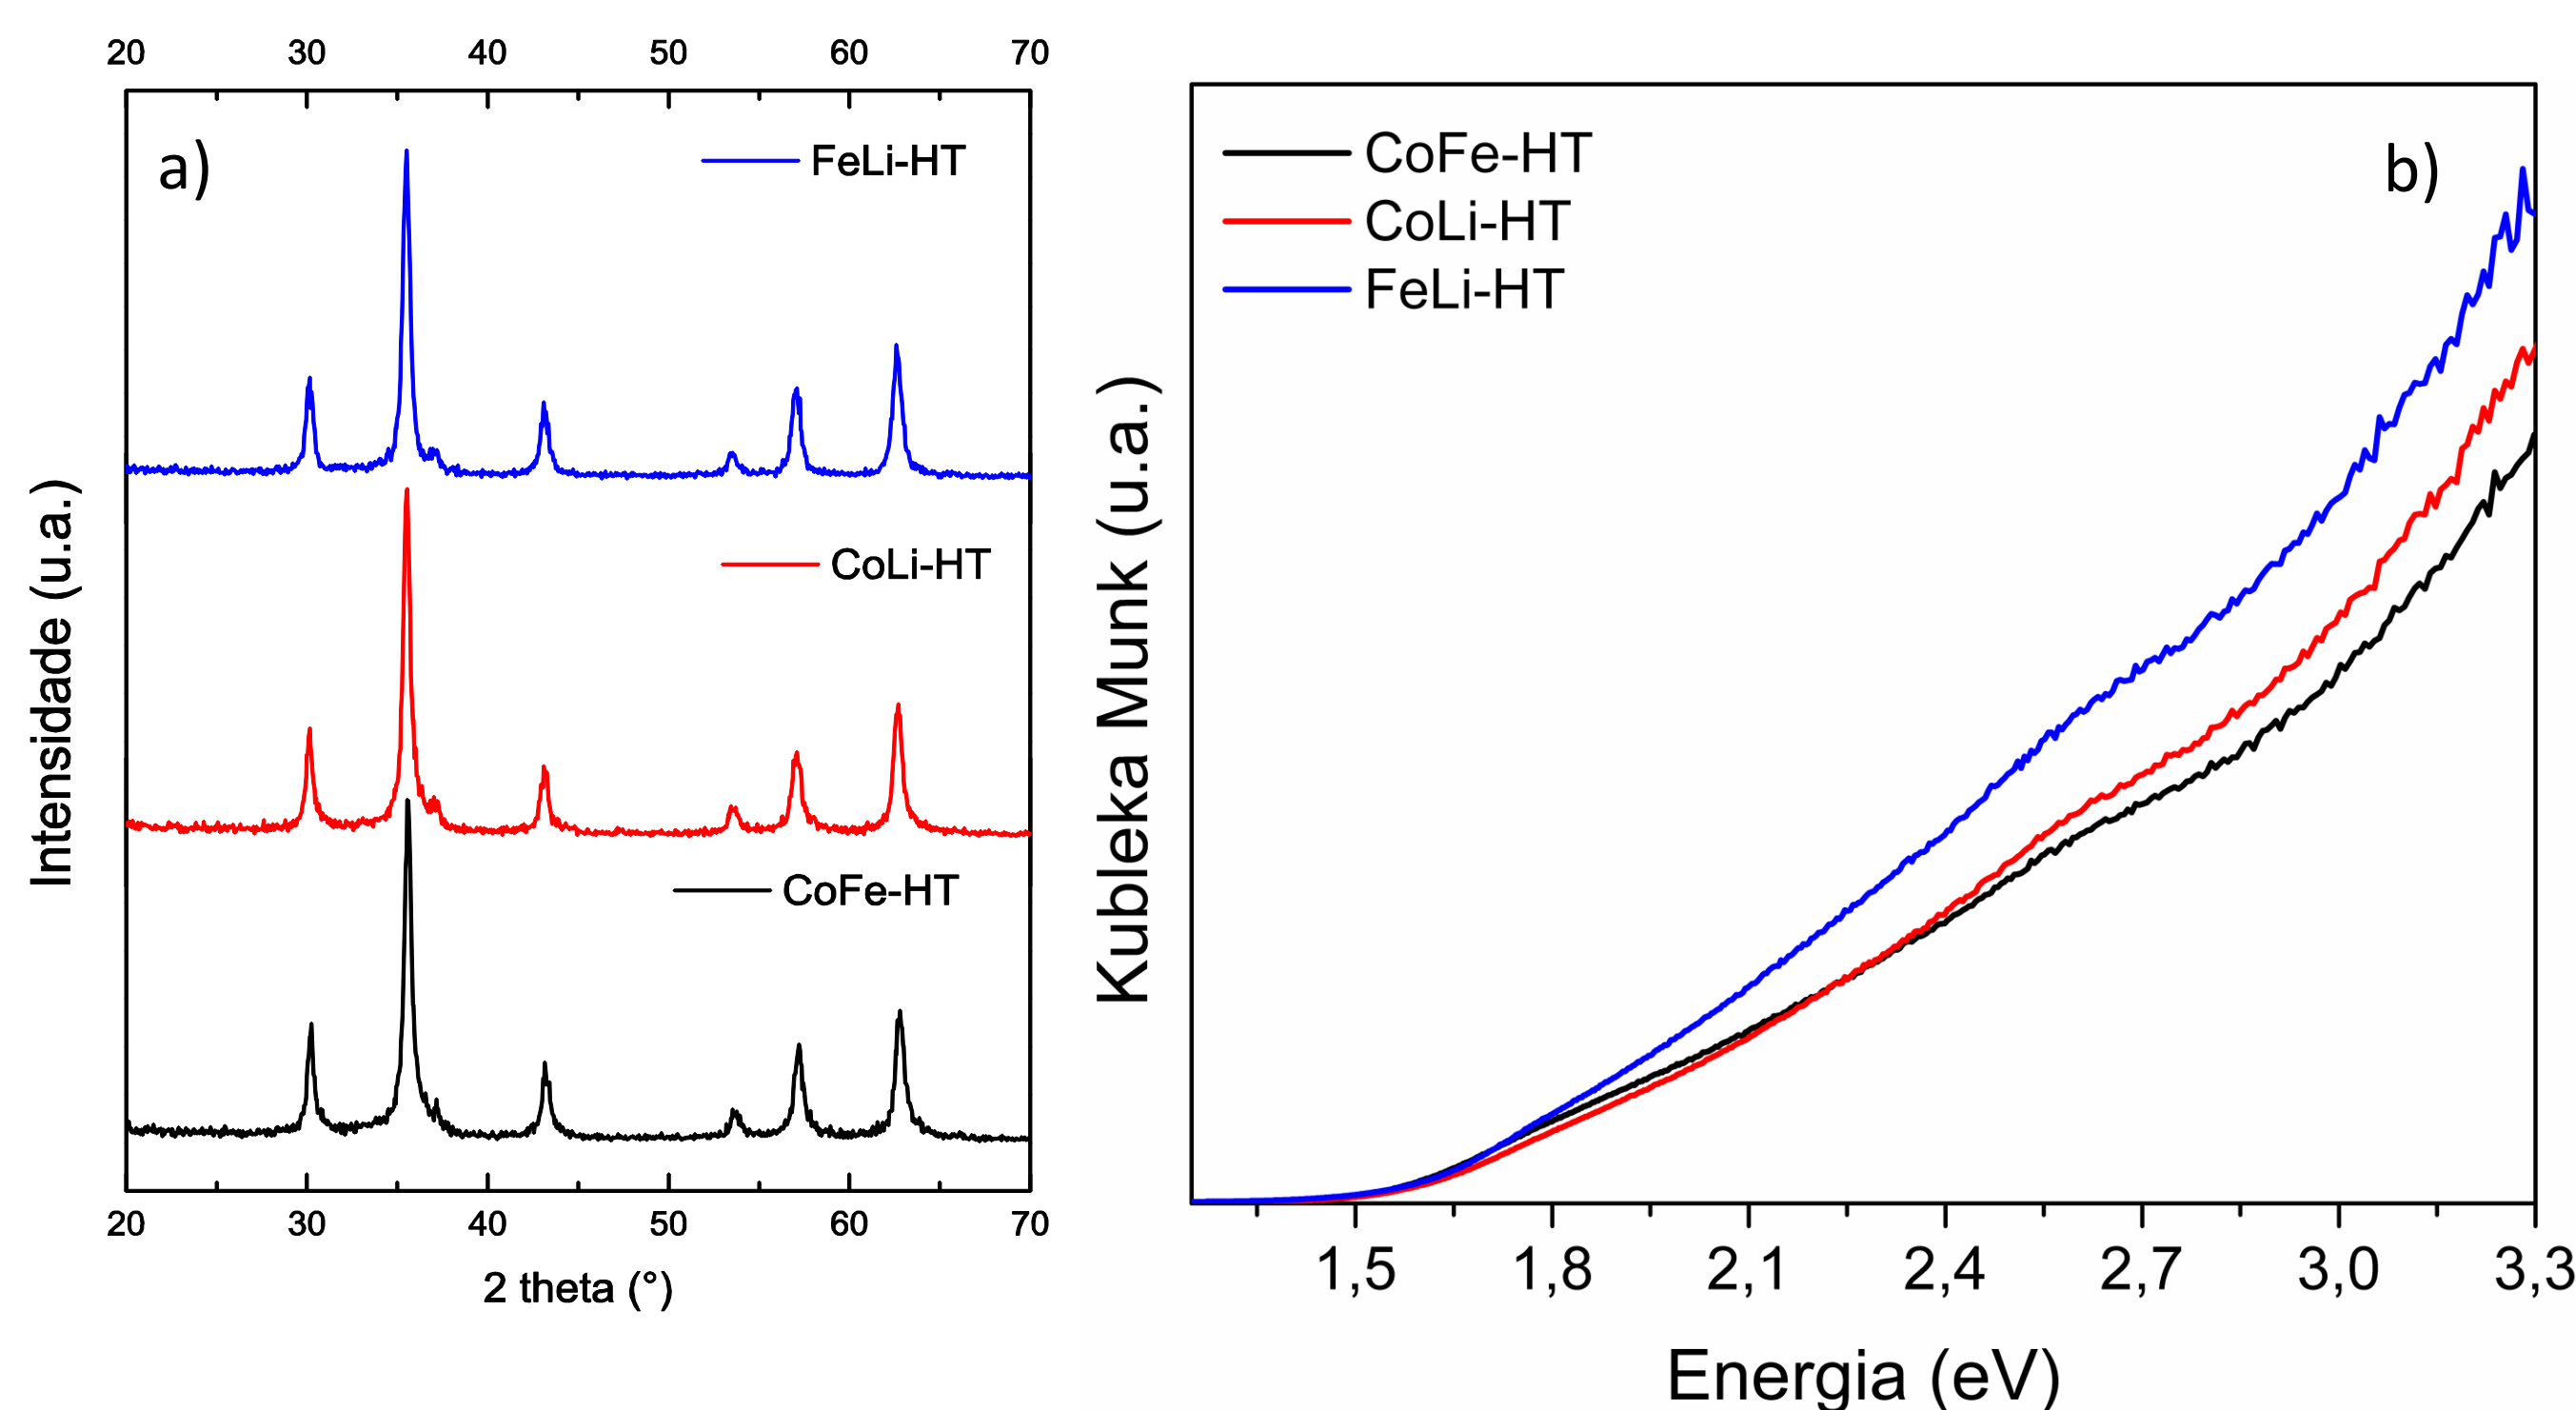 20 30 40 50 60 70
a)
FeLi-HT
CoLi-HT
CoFe-HT
Intensidade (u.a.)
20 30 40 50 60 70
2 theta (°)
b)
CoFe-HT
CoLi-HT
FeLi-HT
Kubleka Munk (u.a.)
1,5 1,8 2,1 2,4 2,7 3,0 3,3
Energia (eV)